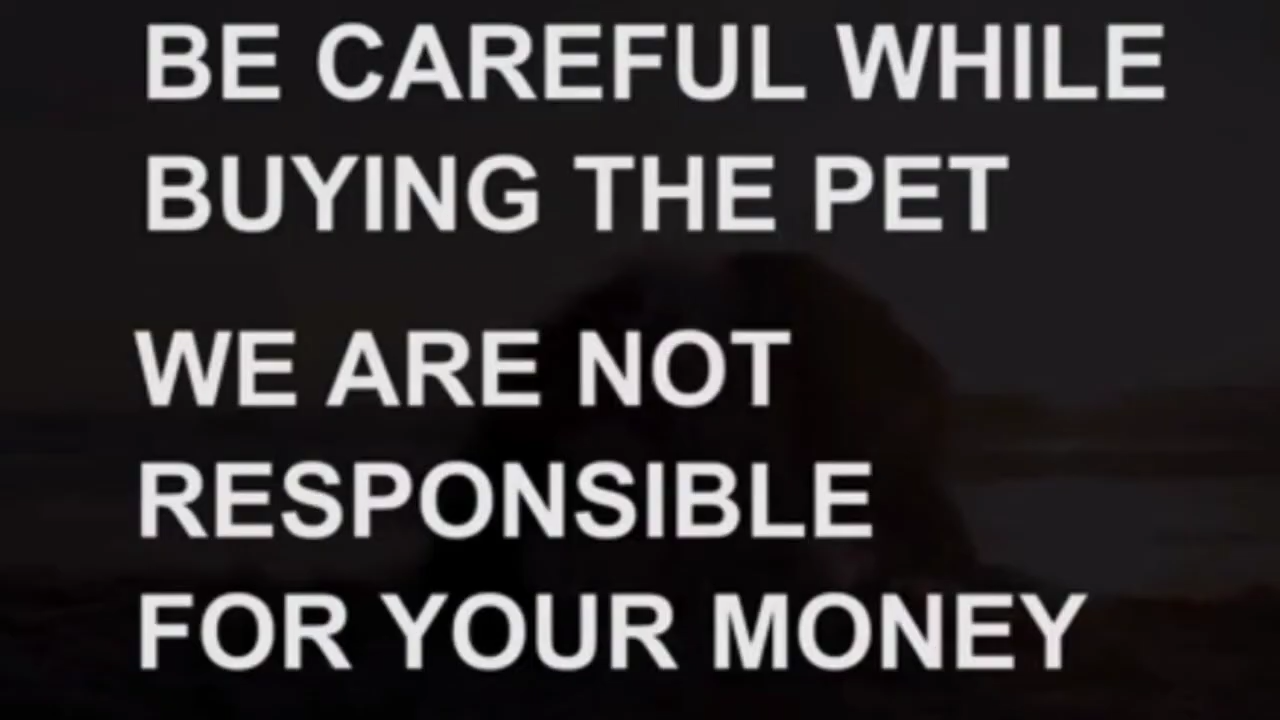 BE CAREFUL WHILE
BUYING THE PET
WE ARE NOT
RESPONSIBLE
FOR YOUR MONEY